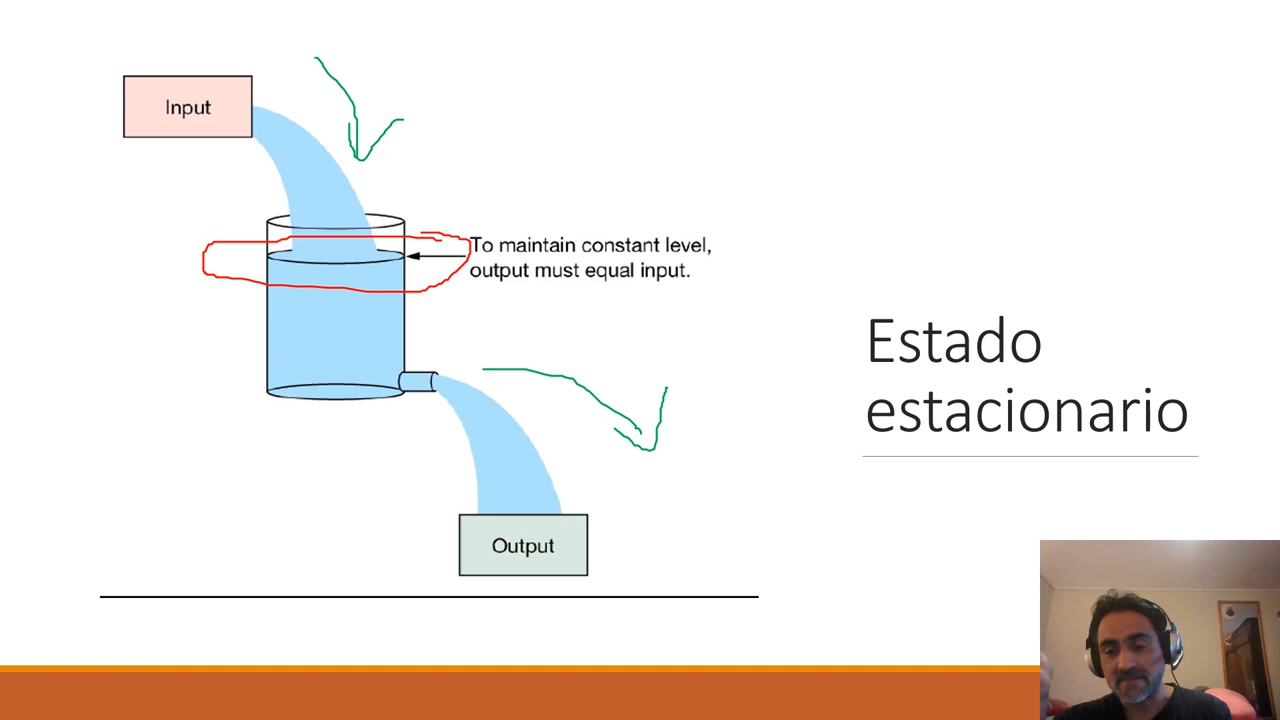 Input
To maintain constant level,
output must equal input.
Estado
estacionario
Output